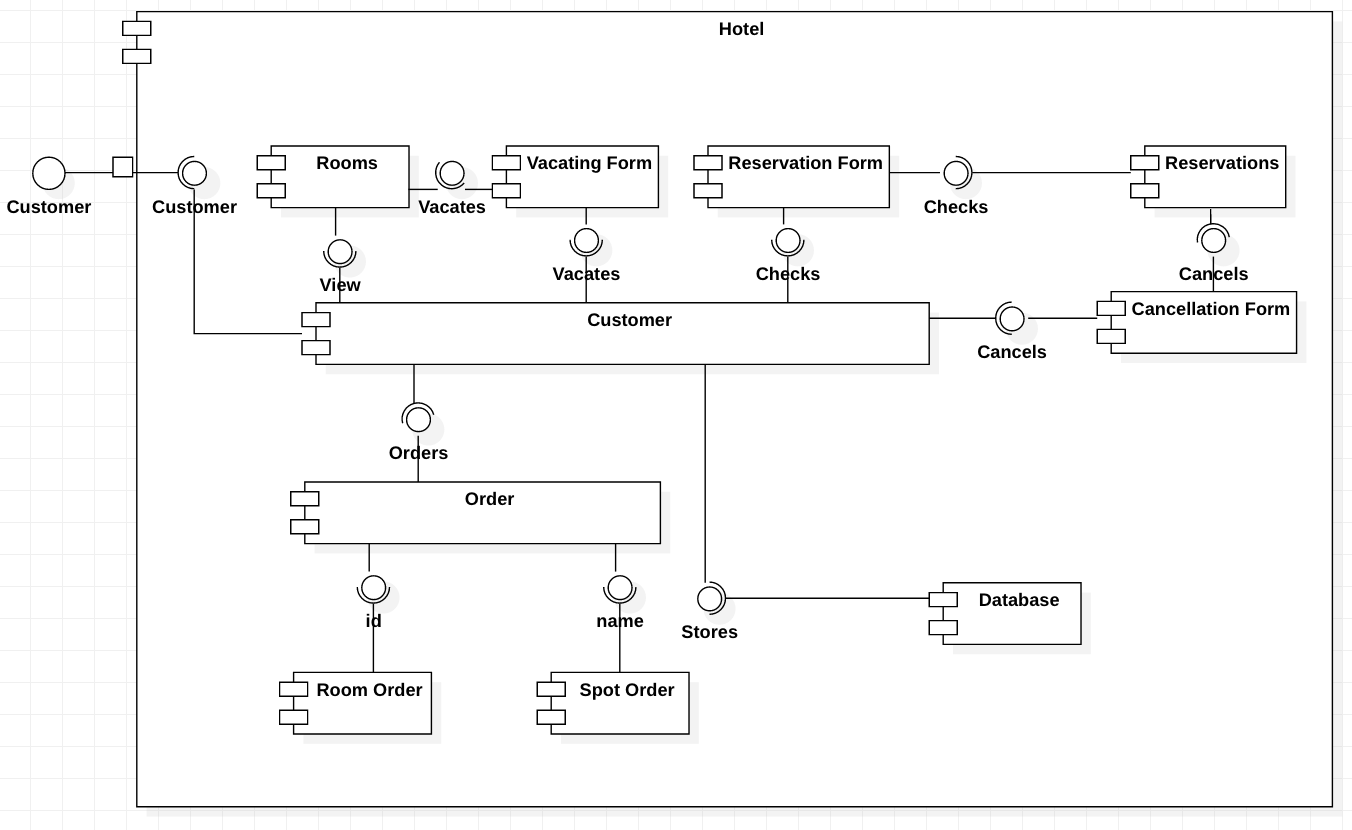 Hotel
Rooms
Vacating Form
Reservation Form
Reservations
Customer
Customer
Vacates
Checks
View
Vacates
Checks
Cancels
Customer
Cancellation Form
Cancels
Orders
Order
id
name
Stores
Database
Room Order
Spot Order